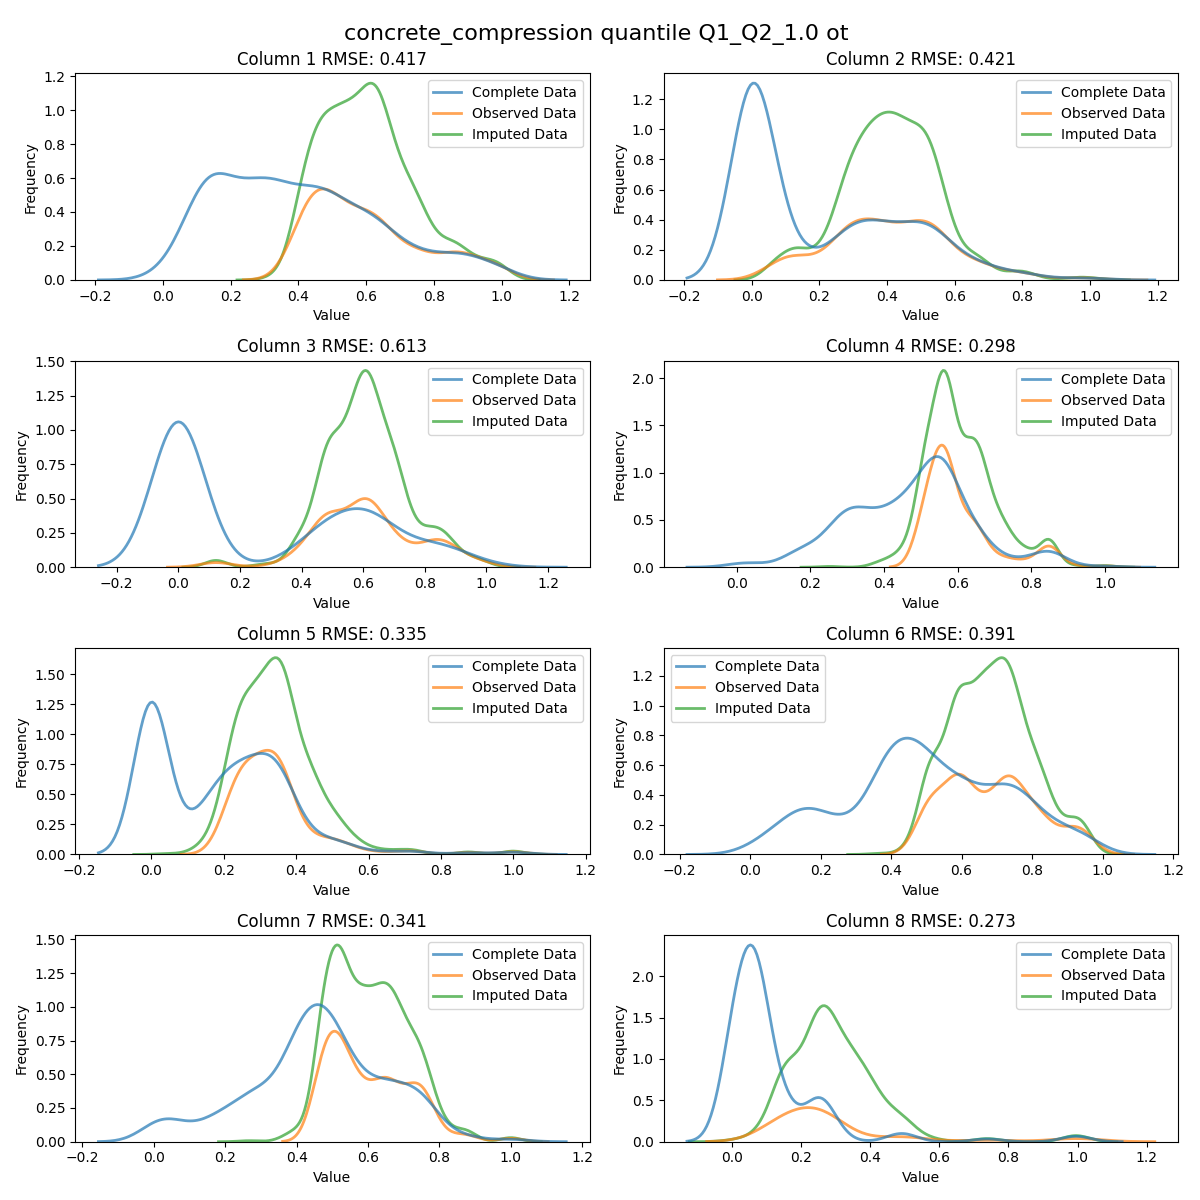 concrete_compression quantile Q1_Q2_1.0 ot
Column 1 RMSE: 0.417
Frequency
1.2
1.0
0.8
0.6
0.4
0.2
0.0
−0.2 0.0 0.2 0.4 0.6 0.8 1.0 1.2
Value
Complete Data
Observed Data
Imputed Data
Column 2 RMSE: 0.421
Frequency
1.2
1.0
0.8
0.6
0.4
0.2
0.0
−0.2 0.0 0.2 0.4 0.6 0.8 1.0 1.2
Value
Complete Data
Observed Data
Imputed Data
Column 3 RMSE: 0.613
Frequency
1.50
1.25
1.00
0.75
0.50
0.25
0.00
−0.2 0.0 0.2 0.4 0.6 0.8 1.0 1.2
Value
Complete Data
Observed Data
Imputed Data
Column 4 RMSE: 0.298
Frequency
2.0
1.5
1.0
0.5
0.0
0.0 0.2 0.4 0.6 0.8 1.0
Value
Complete Data
Observed Data
Imputed Data
Column 5 RMSE: 0.335
Frequency
1.50
1.25
1.00
0.75
0.50
0.25
0.00
−0.2 0.0 0.2 0.4 0.6 0.8 1.0 1.2
Value
Complete Data
Observed Data
Imputed Data
Column 6 RMSE: 0.391
Frequency
1.2
1.0
0.8
0.6
0.4
0.2
0.0
−0.2 0.0 0.2 0.4 0.6 0.8 1.0 1.2
Value
Complete Data
Observed Data
Imputed Data
Column 7 RMSE: 0.341
Frequency
1.50
1.25
1.00
0.75
0.50
0.25
0.00
−0.2 0.0 0.2 0.4 0.6 0.8 1.0 1.2
Value
Complete Data
Observed Data
Imputed Data
Column 8 RMSE: 0.273
Frequency
2.0
1.5
1.0
0.5
0.0
0.0 0.2 0.4 0.6 0.8 1.0 1.2
Value
Complete Data
Observed Data
Imputed Data